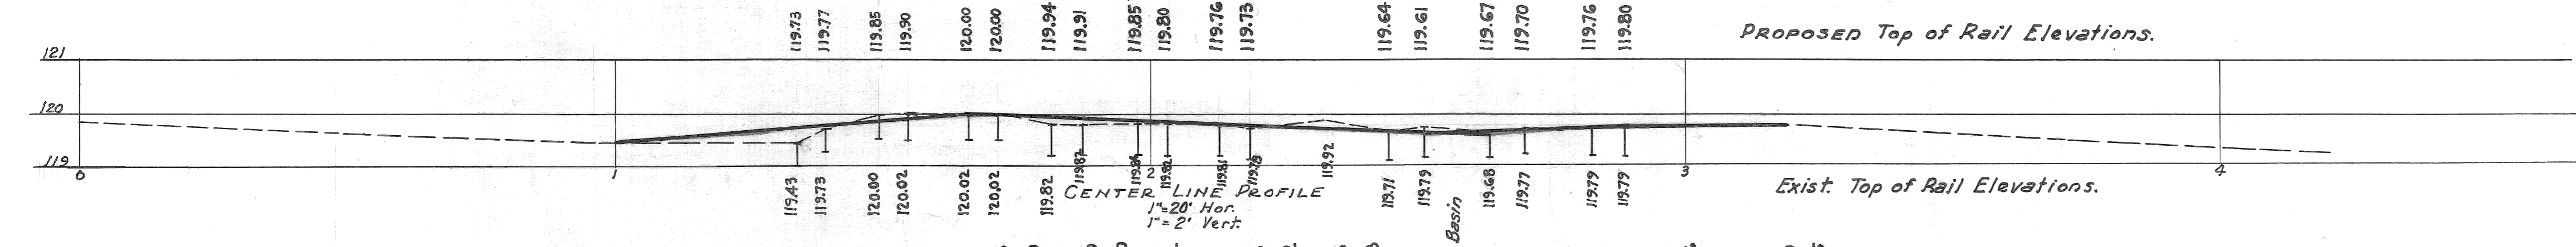 119.73 119.77 119.85 119.90 120.00 120.00 119.94 119.91 119.85 119.80 119.76 119.73 119.64 119.61 119.67 119.70 119.76 119.80
PROPOSED Top of Rail Elevations.
121
120
119
0 1 2 3 4
119.43 119.73 120.00 120.02 120.02 120.02 119.82 119.82 119.84 119.82 119.81 119.78 119.92 119.71 119.79 119.68 119.77 119.79 119.79
Basin
CENTER LINE PROFILE
1"=20' Hor.
1"= 2' Vert.
Exist. Top of Rail Elevations.